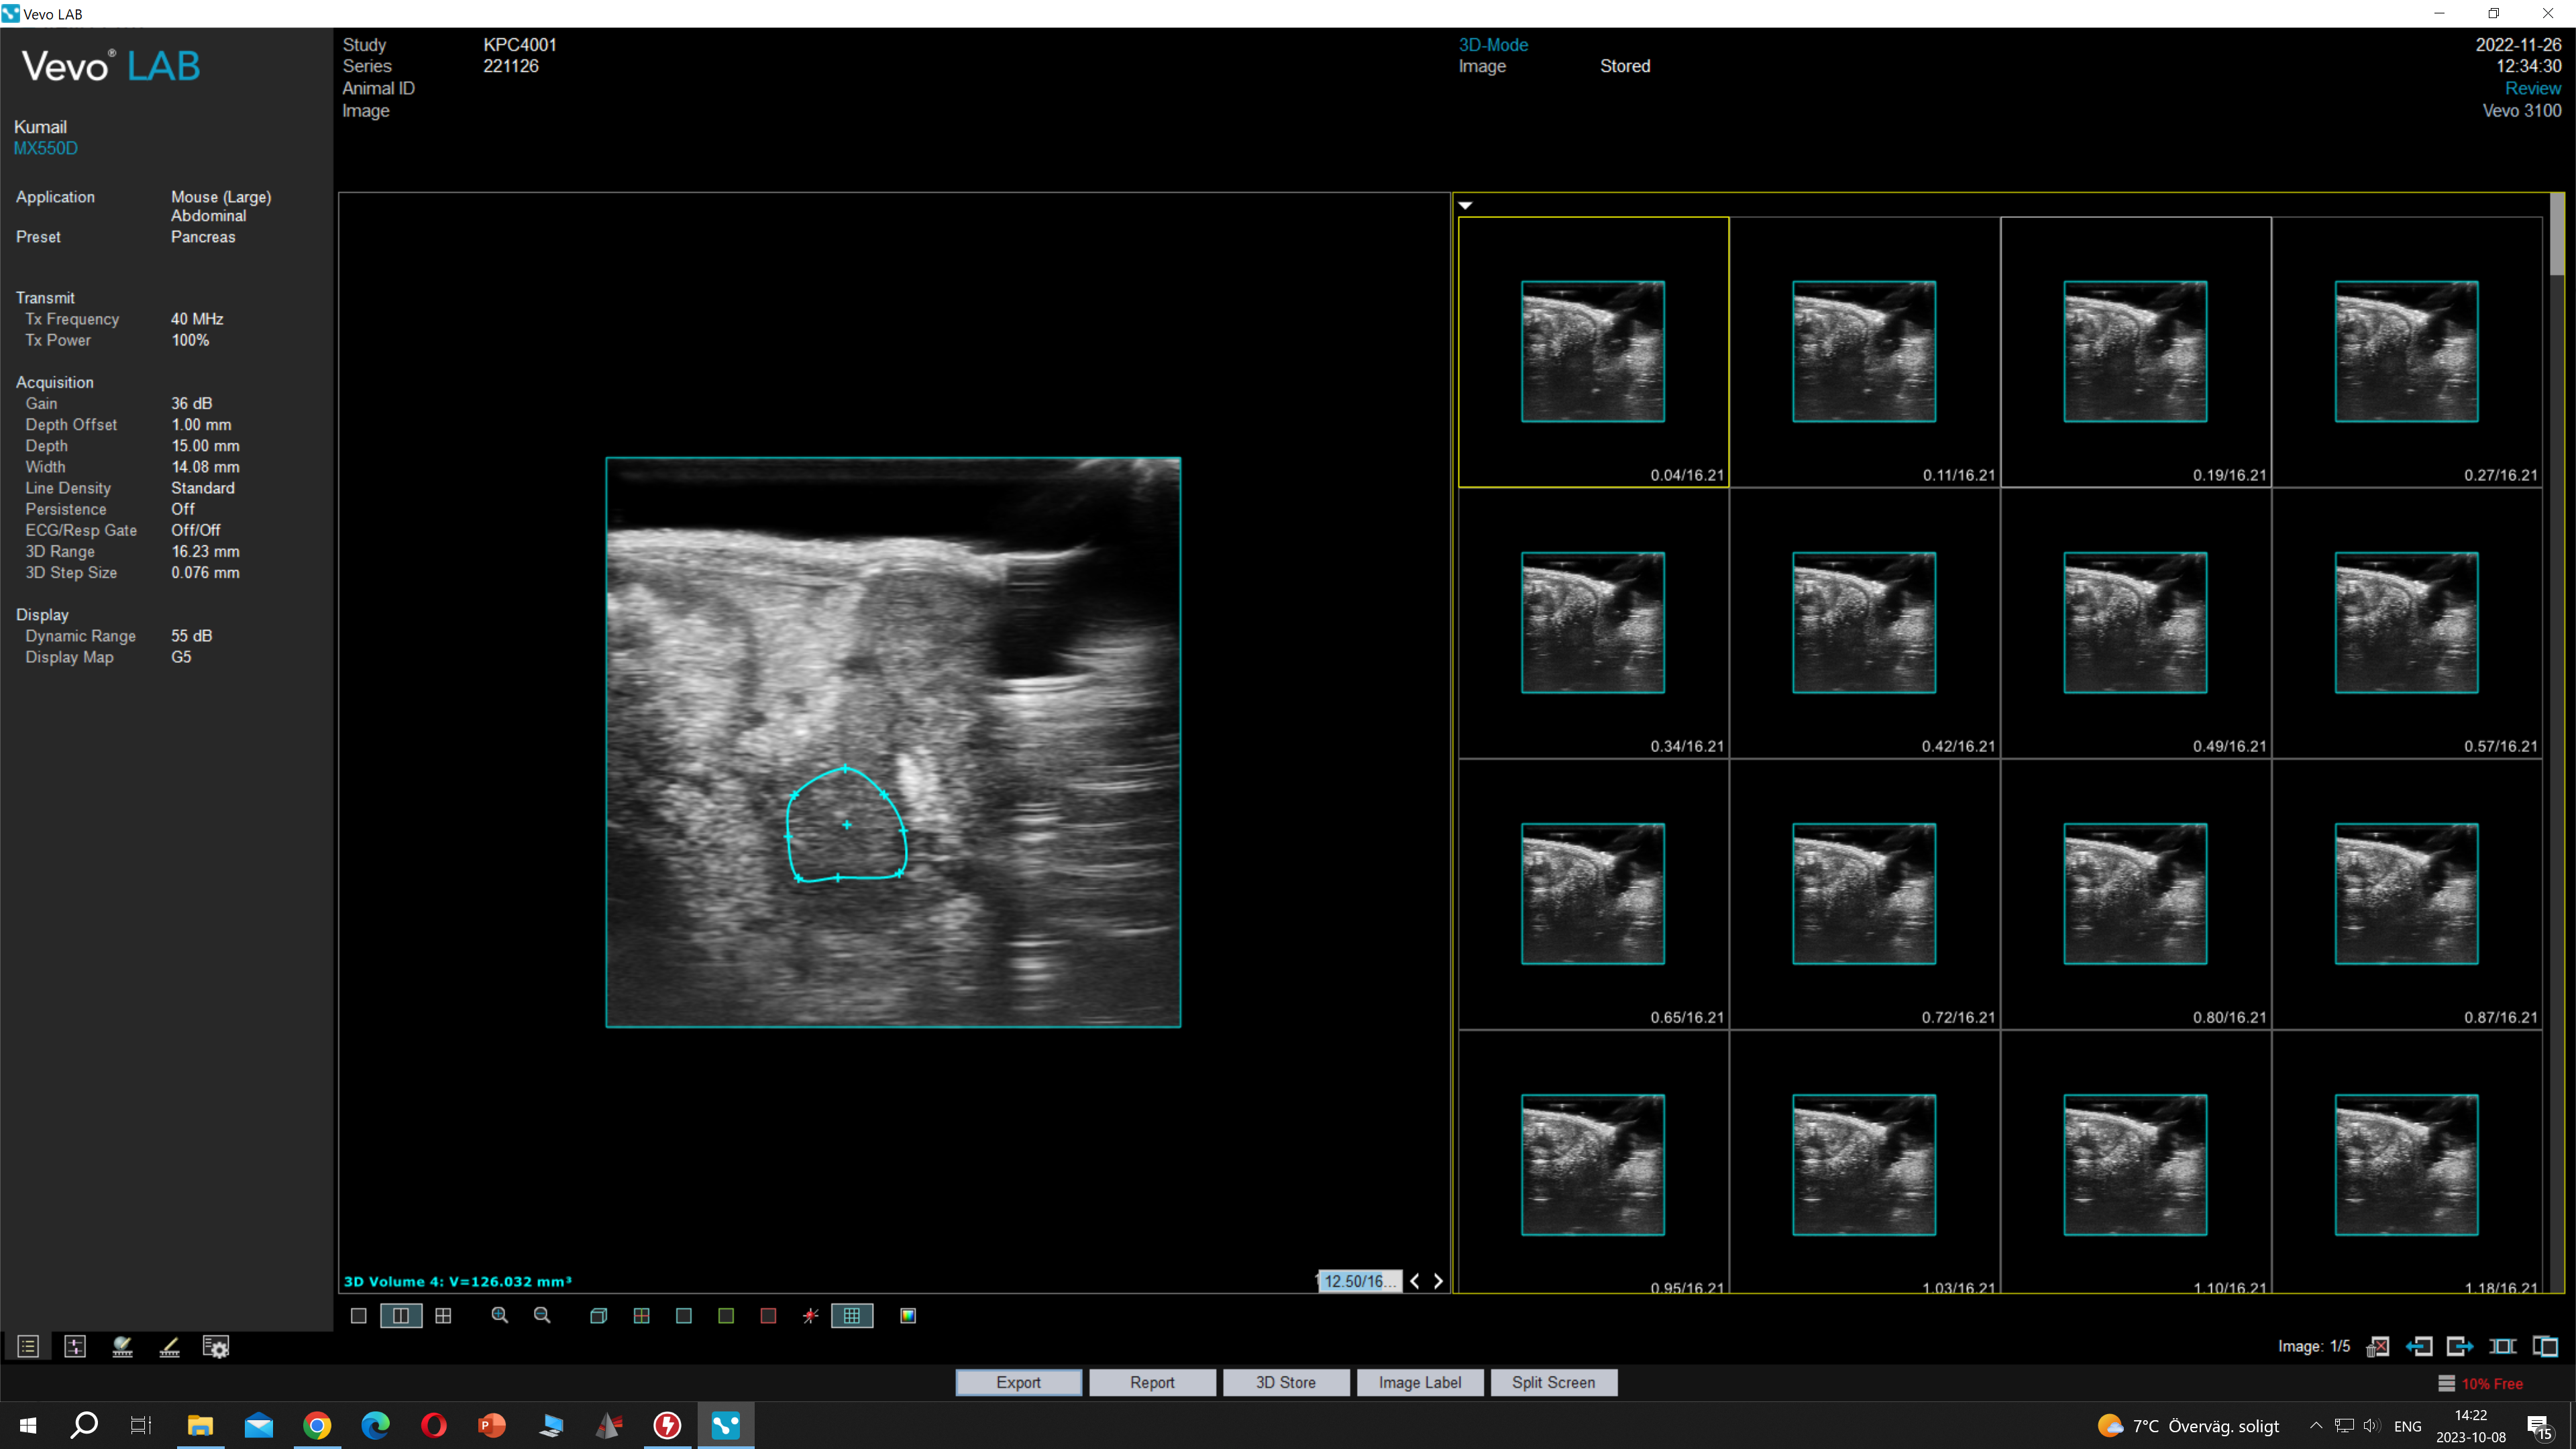 Vevo LAB
Vevo® LAB
Kumail
MX550D
Application Mouse (Large)
Abdominal
Preset Pancreas
Transmit
Tx Frequency 40 MHz
Tx Power 100%
Acquisition
Gain 36 dB
Depth Offset 1.00 mm
Depth 15.00 mm
Width 14.08 mm
Line Density Standard
Persistence Off
ECG/Resp Gate Off/Off
3D Range 16.23 mm
3D Step Size 0.076 mm
Display
Dynamic Range 55 dB
Display Map G5
Study KPC4001
Series 221126
Animal ID
Image
3D-Mode
Image Stored
2022-11-26
12:34:30
Review
Vevo 3100
0.04/16.21 0.11/16.21 0.19/16.21 0.27/16.21
0.34/16.21 0.42/16.21 0.49/16.21 0.57/16.21
0.65/16.21 0.72/16.21 0.80/16.21 0.87/16.21
0.95/16.21 1.03/16.21 1.10/16.21 1.18/16.21
3D Volume 4: V=126.032 mm³
12.50/16...
Image: 1/5
Export Report 3D Store Image Label Split Screen
10% Free
7°C Överväg. soligt
ENG
14:22
2023-10-08
15